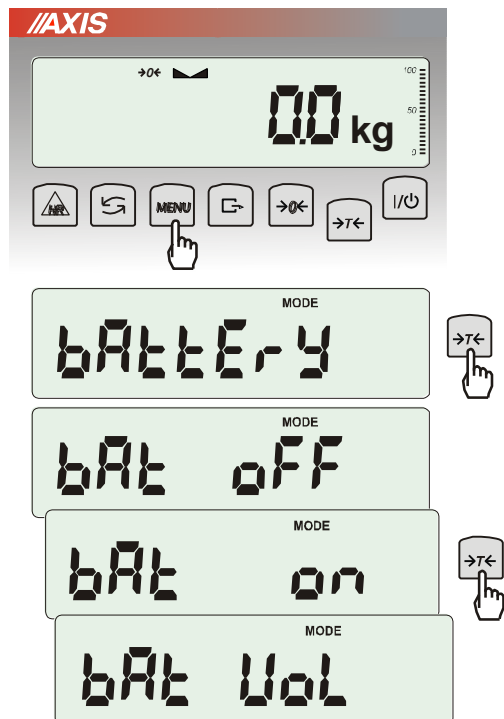 //AXIS
→0←
100
50
0
0.0 kg
HR
MENU
→0←
→T←
I/
MODE
bAttEry
→T←
MODE
bAt oFF
MODE
bAt on
→T←
MODE
bAt UoL